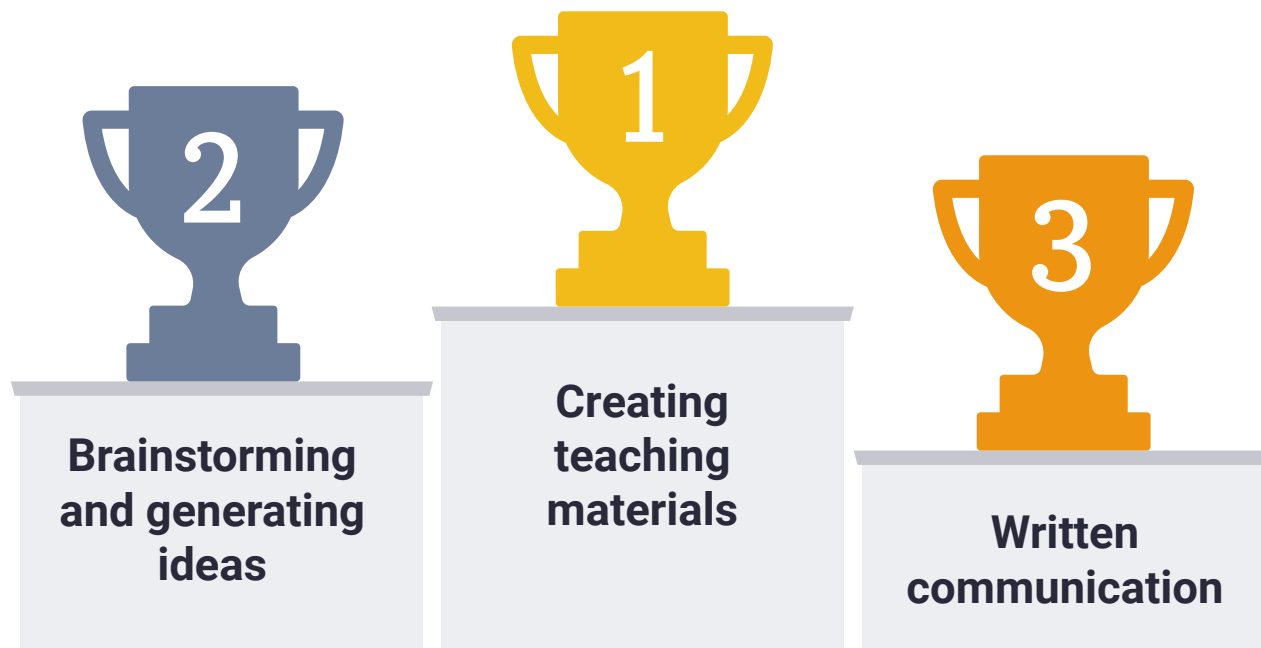 2
Brainstorming
and generating
ideas
1
Creating
teaching
materials
3
Written
communication